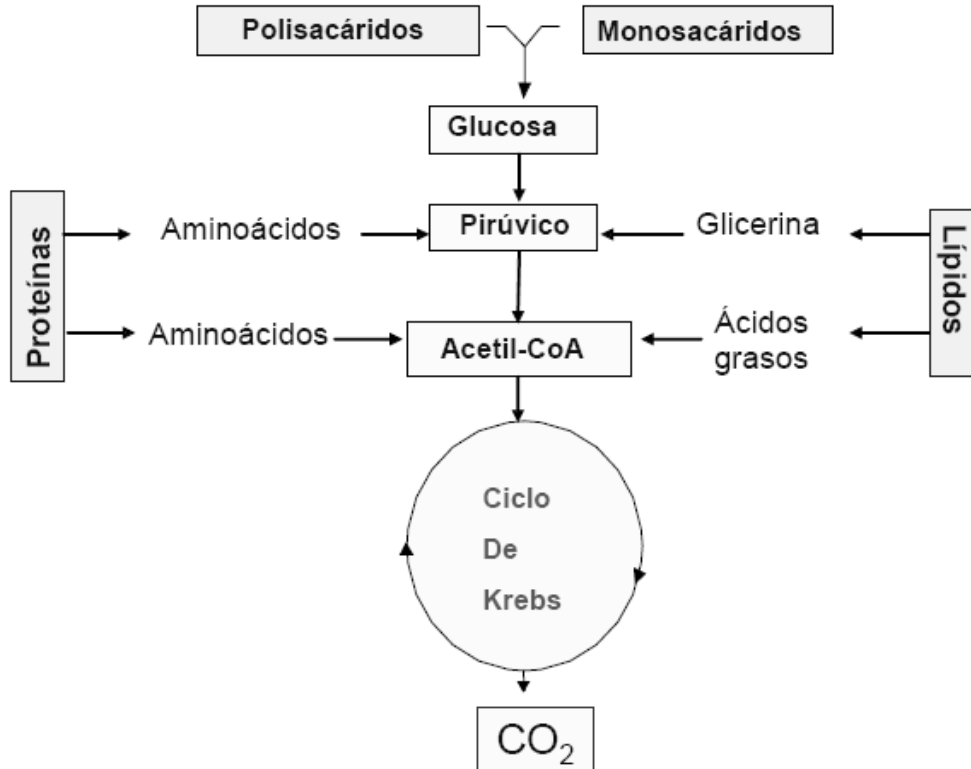 Polisacáridos
Monosacáridos
Glucosa
Proteínas
Aminoácidos
Pirúvico
Glicerina
Lípidos
Aminoácidos
Acetil-CoA
Ácidos
grasos
Ciclo
De
Krebs
CO₂